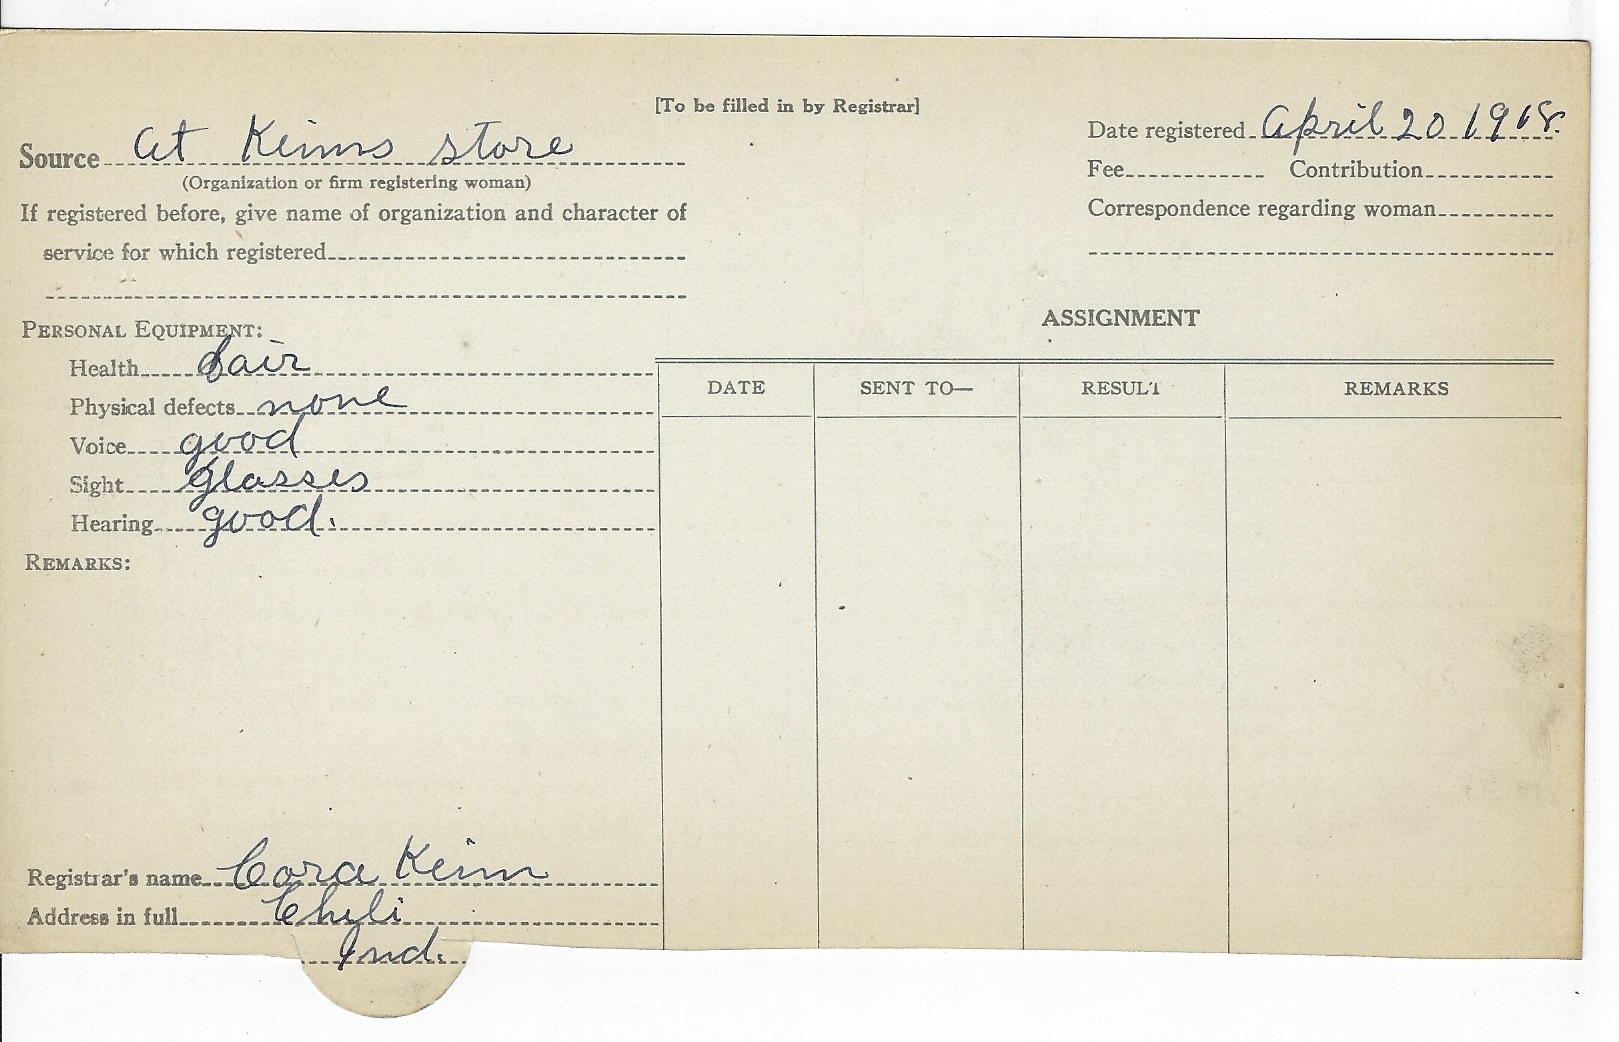 [To be filled in by Registrar]
Source at Keims store
(Organization or firm registering woman)
If registered before, give name of organization and character of
service for which registered
Date registered April 20 1918.
Fee Contribution
Correspondence regarding woman
PERSONAL EQUIPMENT:
Health fair
Physical defects none
Voice good
Sight glasses
Hearing good.
REMARKS:
ASSIGNMENT
DATE SENT TO— RESULT REMARKS
Registrar's name Cora Keim
Address in full Chili
Ind.